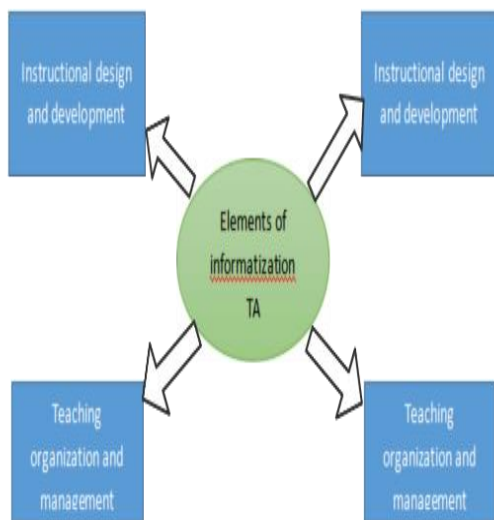 Instructional design
and development
Instructional design
and development
Elements of
informatization
TA
Teaching
organization and
management
Teaching
organization and
management